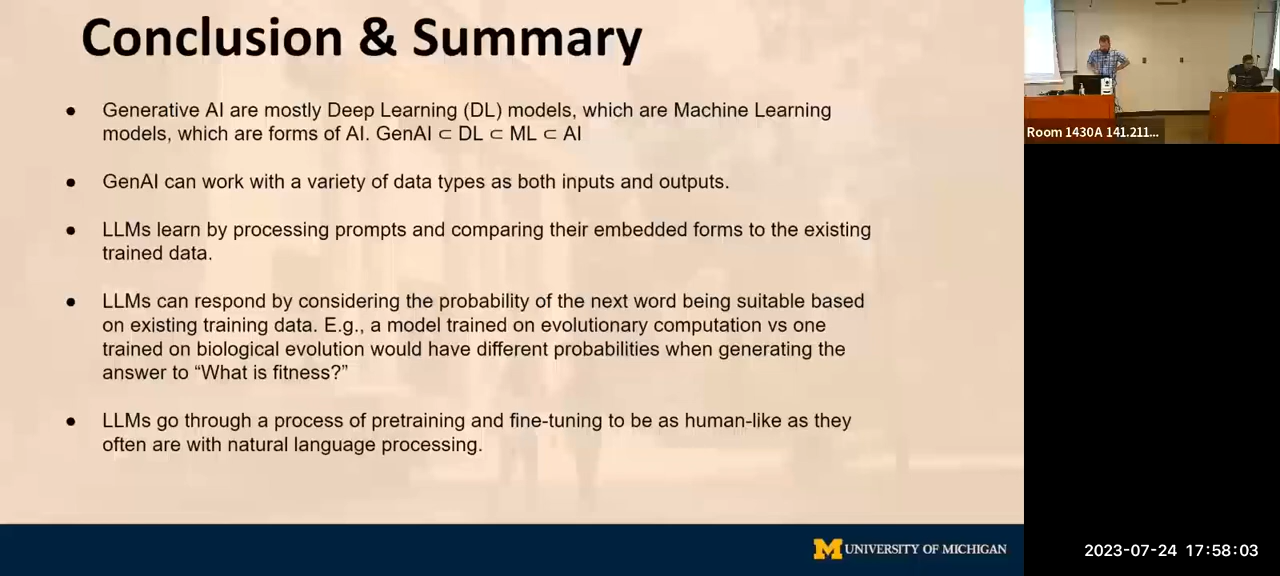 Conclusion & Summary
● Generative AI are mostly Deep Learning (DL) models, which are Machine Learning
models, which are forms of AI. GenAI ⊂ DL ⊂ ML ⊂ AI
● GenAI can work with a variety of data types as both inputs and outputs.
● LLMs learn by processing prompts and comparing their embedded forms to the existing
trained data.
● LLMs can respond by considering the probability of the next word being suitable based
on existing training data. E.g., a model trained on evolutionary computation vs one
trained on biological evolution would have different probabilities when generating the
answer to “What is fitness?”
● LLMs go through a process of pretraining and fine-tuning to be as human-like as they
often are with natural language processing.
M UNIVERSITY OF MICHIGAN
Room 1430A 141.211...
2023-07-24 17:58:03